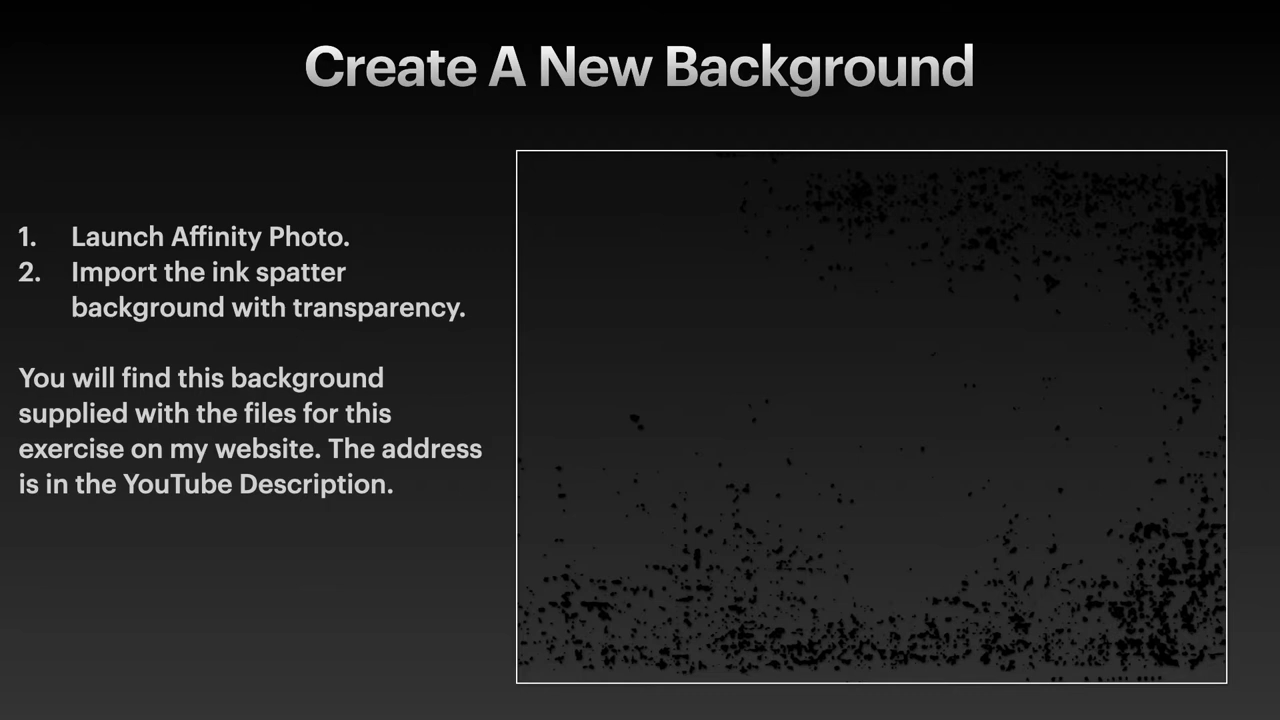 Create A New Background
1. Launch Affinity Photo.
2. Import the ink spatter
background with transparency.
You will find this background
supplied with the files for this
exercise on my website. The address
is in the YouTube Description.